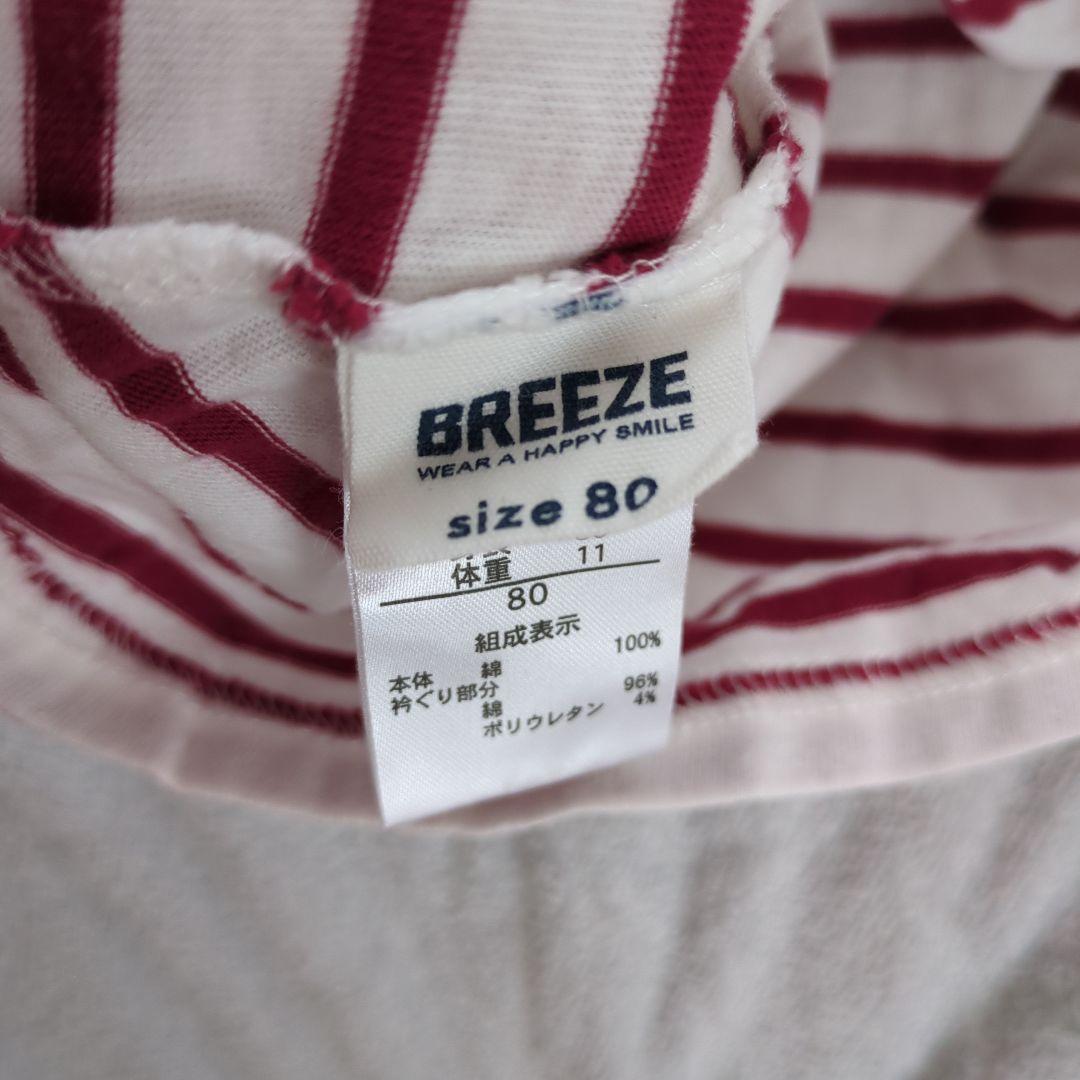 BREEZE
WEAR A HAPPY SMILE
size 80
体重 11
80
組成表示
本体 綿 100%
衿ぐり部分
綿 96%
ポリウレタン 4%